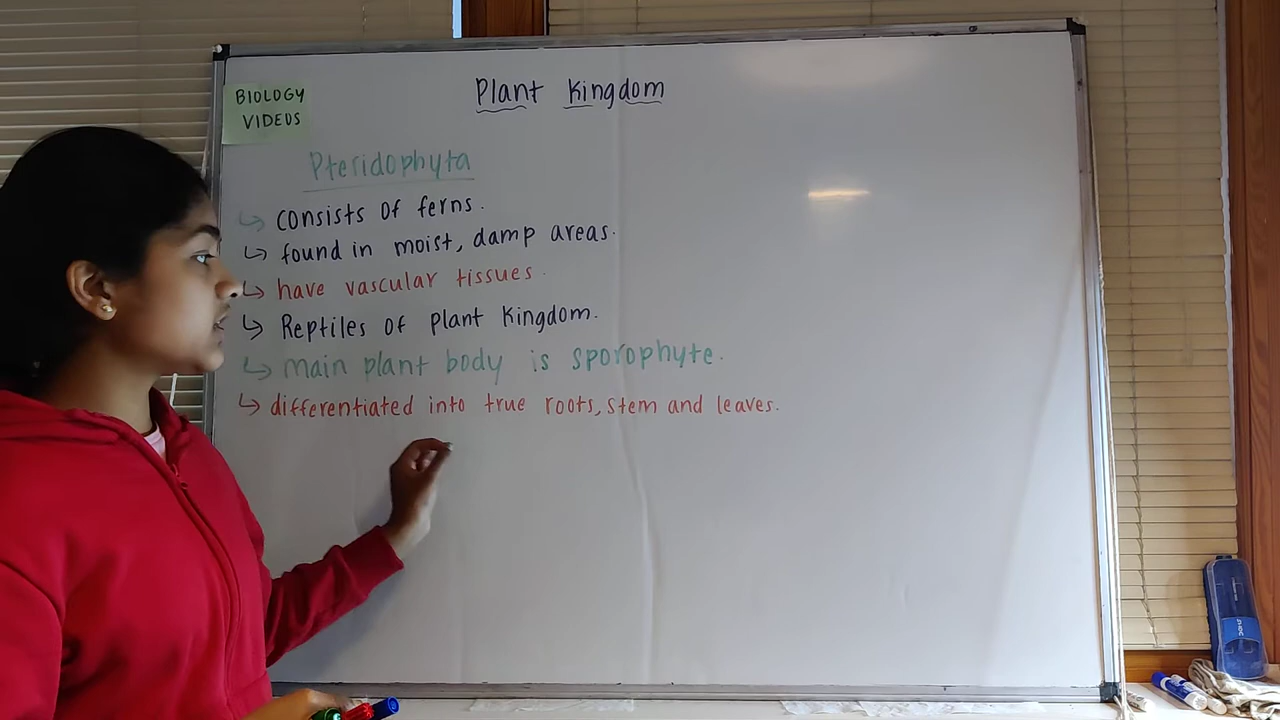 BIOLOGY
VIDEOS
Plant Kingdom
Pteridophyta
↳ consists of ferns.
↳ found in moist, damp areas.
↳ have vascular tissues.
↳ Reptiles of plant Kingdom.
↳ main plant body is sporophyte.
↳ differentiated into true roots, stem and leaves.